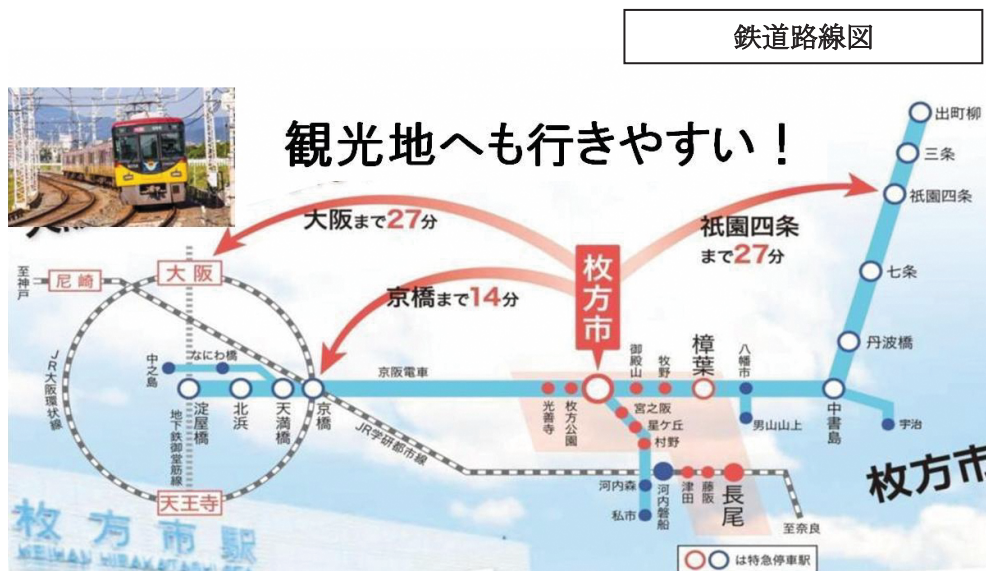 鉄道路線図
観光地へも行きやすい！
大阪まで27分
京橋まで14分
祇園四条
まで27分
枚方市
出町柳
三条
祇園四条
七条
丹波橋
中書島
宇治
至神戸
尼崎
大阪
JR大阪環状線
中之島
なにわ橋
淀屋橋
北浜
天満橋
京橋
地下鉄御堂筋線
天王寺
京阪電車
JR学研都市線
光善寺
枚方公園
御殿山
牧野
樟葉
八幡市
男山山上
宮之阪
星ケ丘
村野
河内森
私市
河内磐船
津田
藤阪
長尾
至奈良
枚方市
枚方市駅
は特急停車駅